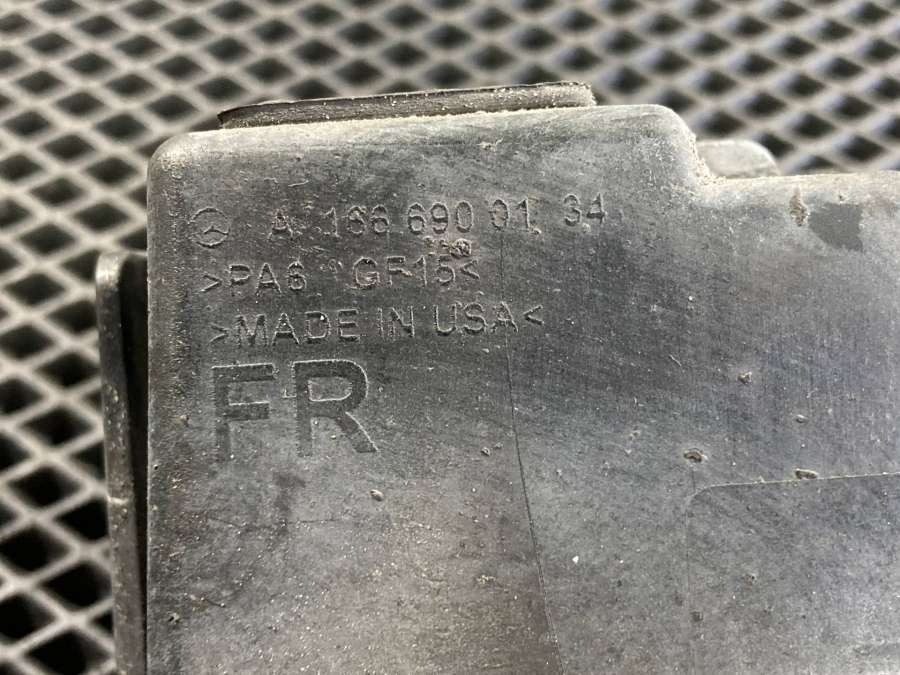 A 166 690 01 34
>PA6 GF15<
>MADE IN USA<
FR